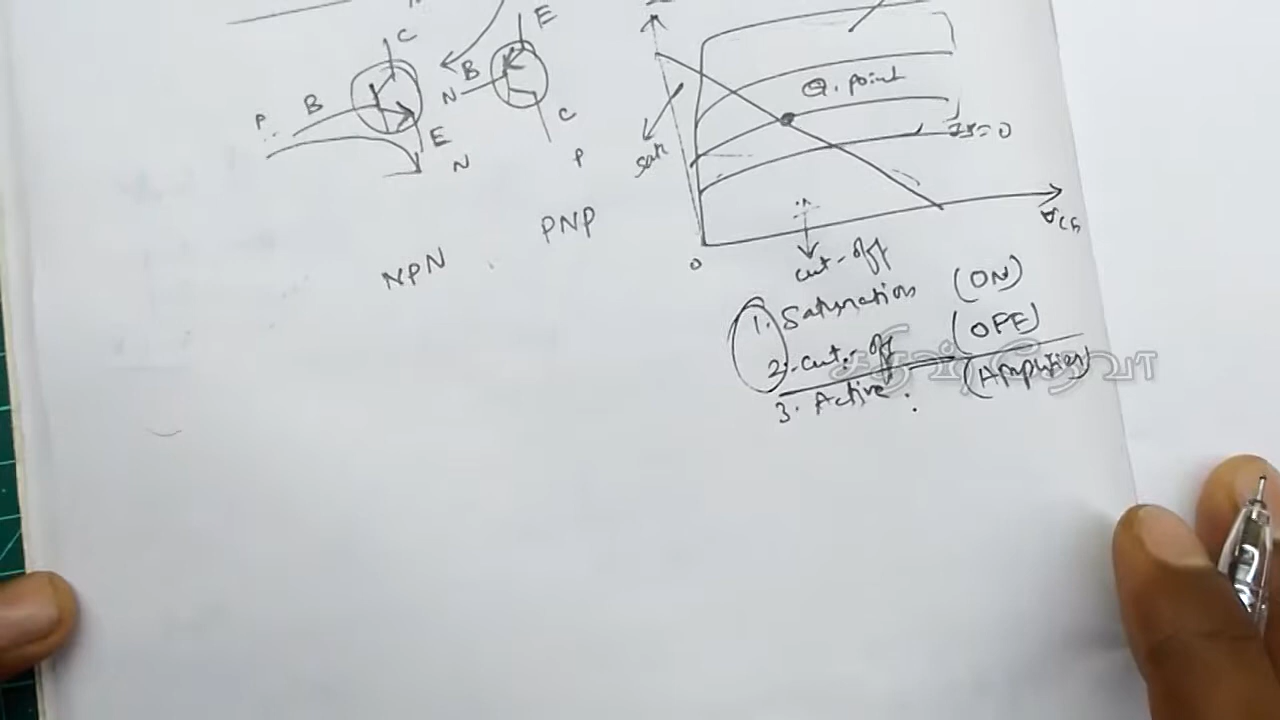 C
B
P.
E
N
NPN
E
B
N
C
P
PNP
Q. point
IB=0
sat
0
VCE
cut-off
1. Saturation (ON)
2. cut-off (OFF)
3. Active. (Amplifier)